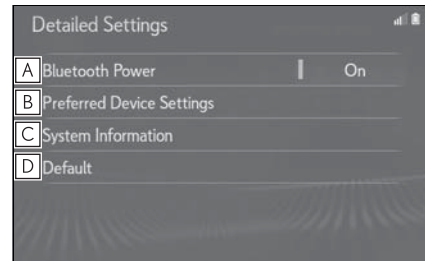 Detailed Settings
A Bluetooth Power On
B Preferred Device Settings
C System Information
D Default